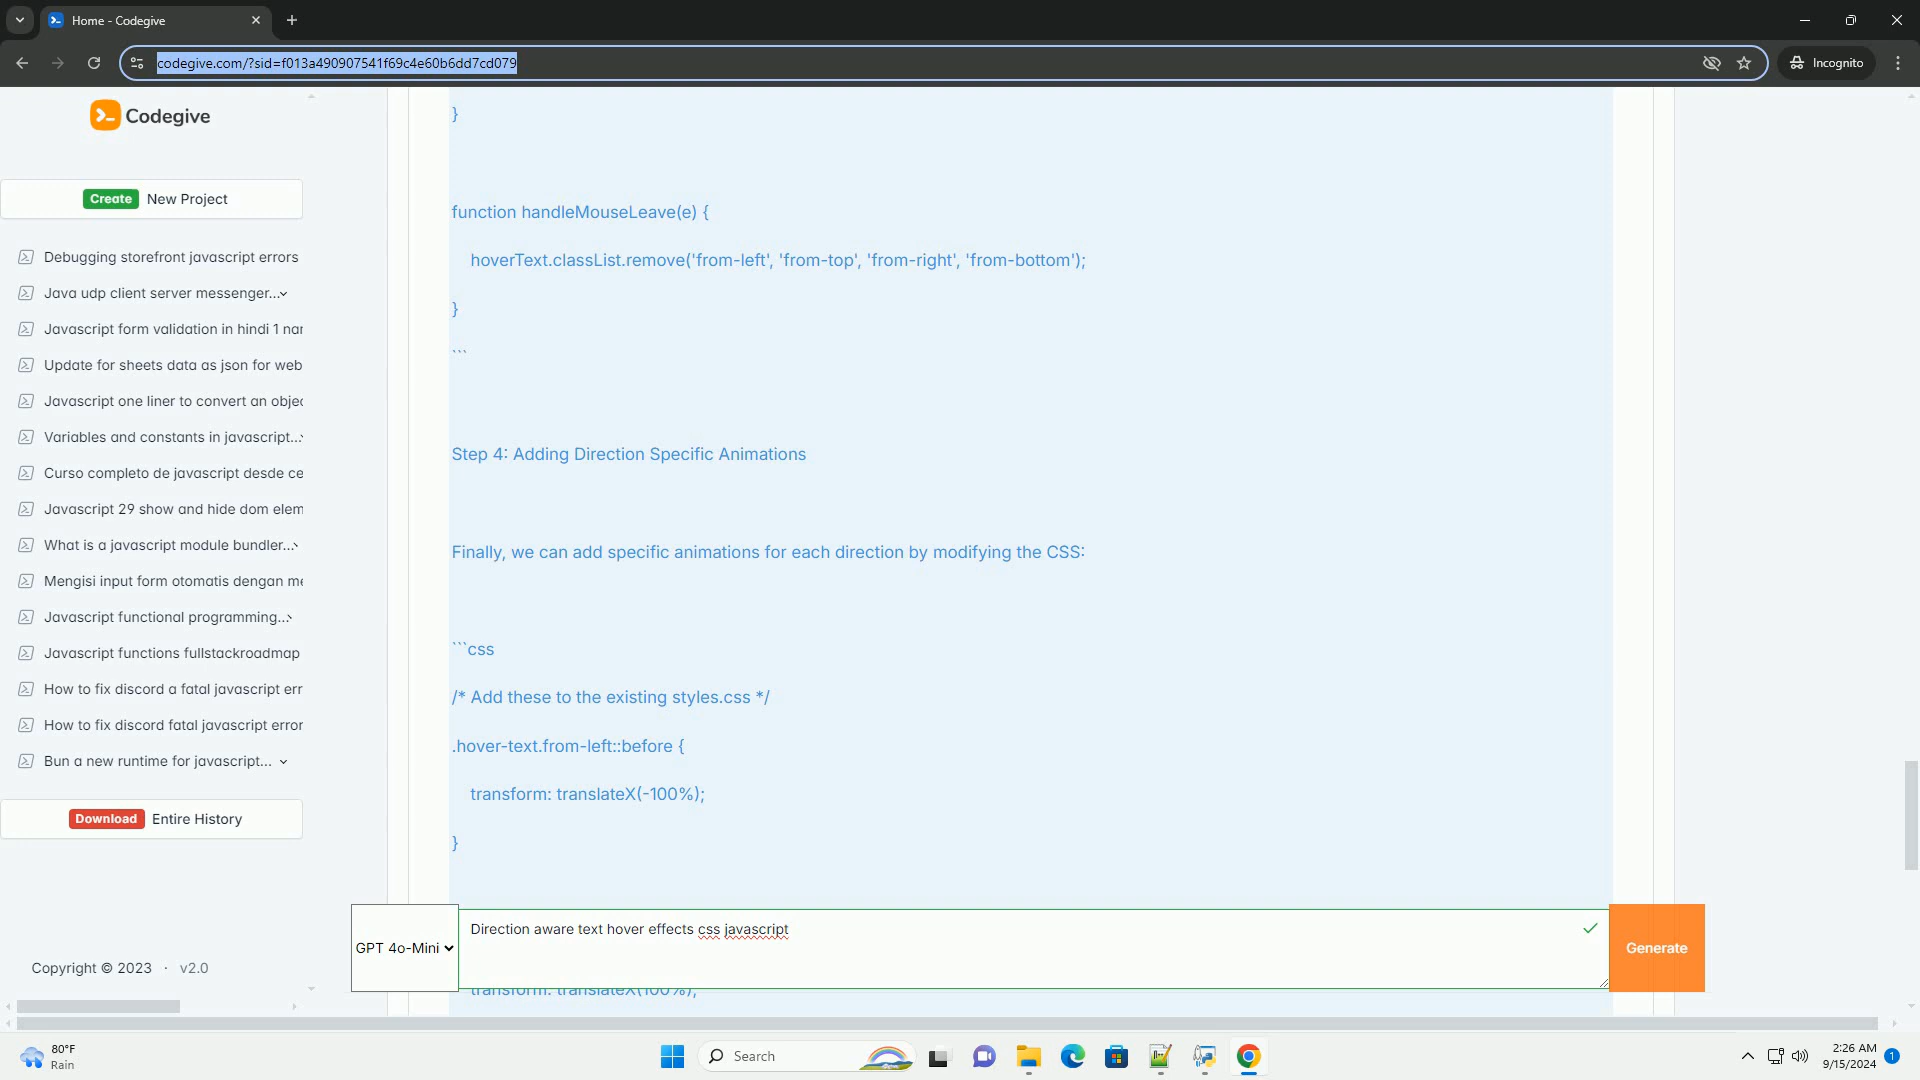 Home - Codegive
codegive.com/?sid=f013a490907541f69c4e60b6dd7cd079
Incognito
Codegive
Create New Project
Debugging storefront javascript errors
Java udp client server messenger...
Javascript form validation in hindi 1 nar
Update for sheets data as json for web
Javascript one liner to convert an objec
Variables and constants in javascript...
Curso completo de javascript desde ce
Javascript 29 show and hide dom elem
What is a javascript module bundler...
Mengisi input form otomatis dengan me
Javascript functional programming...
Javascript functions fullstackroadmap
How to fix discord a fatal javascript err
How to fix discord fatal javascript error
Bun a new runtime for javascript...
Download Entire History
Copyright © 2023 · v2.0
}
function handleMouseLeave(e) {
hoverText.classList.remove('from-left', 'from-top', 'from-right', 'from-bottom');
}
```
Step 4: Adding Direction Specific Animations
Finally, we can add specific animations for each direction by modifying the CSS:
```css
/* Add these to the existing styles.css */
.hover-text.from-left::before {
transform: translateX(-100%);
}
GPT 4o-Mini
Direction aware text hover effects css javascript
Generate
transform: translateX(100%);
80°F
Rain
Search
2:26 AM
9/15/2024
1